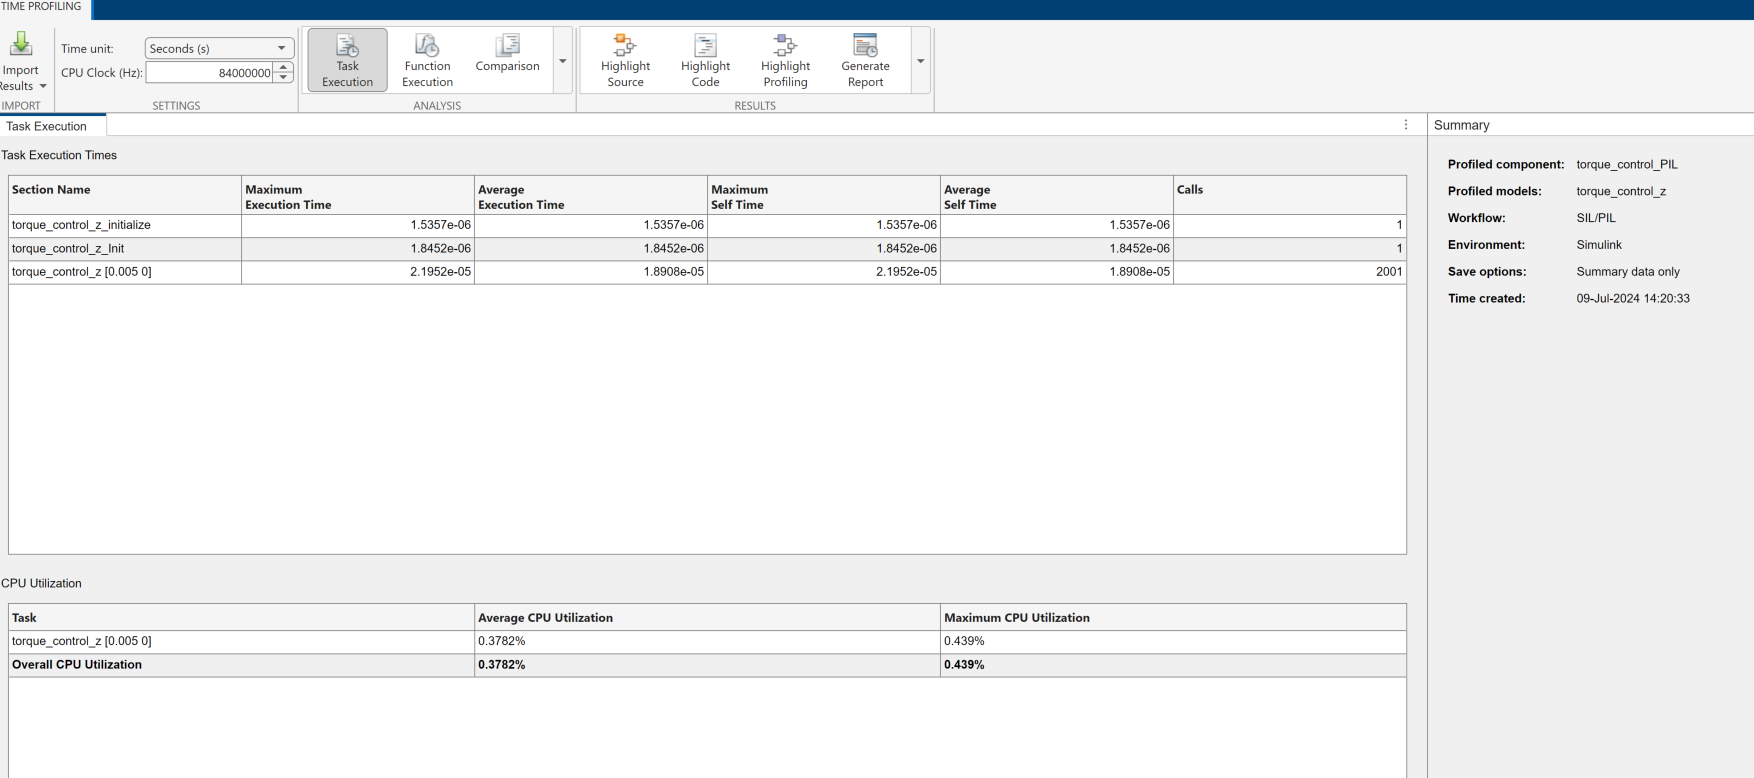 TIME PROFILING
Import
Results
IMPORT
Time unit: Seconds (s)
CPU Clock (Hz): 84000000
SETTINGS
Task
Execution
Function
Execution
Comparison
ANALYSIS
Highlight
Source
Highlight
Code
Highlight
Profiling
Generate
Report
RESULTS
Task Execution
Task Execution Times
Section Name Maximum Execution Time Average Execution Time Maximum Self Time Average Self Time Calls
torque_control_z_initialize 1.5357e-06 1.5357e-06 1.5357e-06 1.5357e-06 1
torque_control_z_Init 1.8452e-06 1.8452e-06 1.8452e-06 1.8452e-06 1
torque_control_z [0.005 0] 2.1952e-05 1.8908e-05 2.1952e-05 1.8908e-05 2001
CPU Utilization
Task Average CPU Utilization Maximum CPU Utilization
torque_control_z [0.005 0] 0.3782% 0.439%
Overall CPU Utilization 0.3782% 0.439%
Summary
Profiled component: torque_control_PIL
Profiled models: torque_control_z
Workflow: SIL/PIL
Environment: Simulink
Save options: Summary data only
Time created: 09-Jul-2024 14:20:33